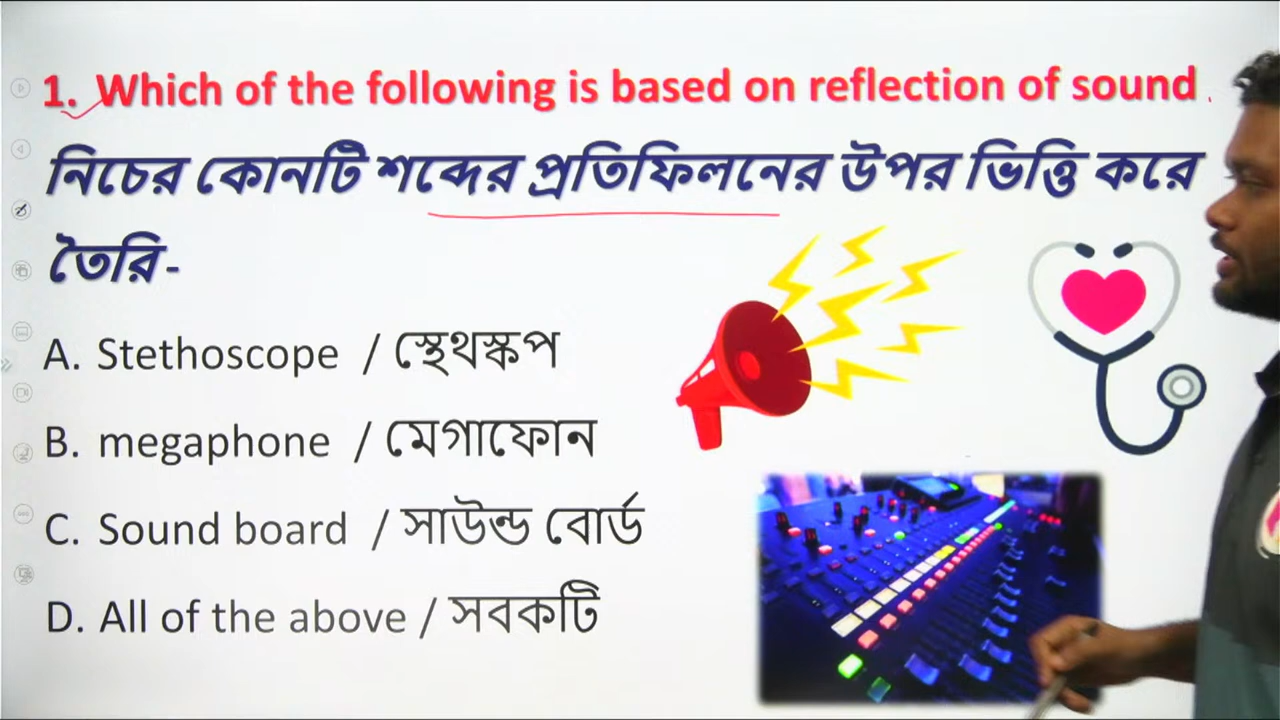 1. Which of the following is based on reflection of sound
নিচের কোনটি শব্দের প্রতিফিলনের উপর ভিত্তি করে
তৈরি-
A. Stethoscope / স্থেথস্কপ
B. megaphone / মেগাফোন
C. Sound board / সাউন্ড বোর্ড
D. All of the above / সবকটি